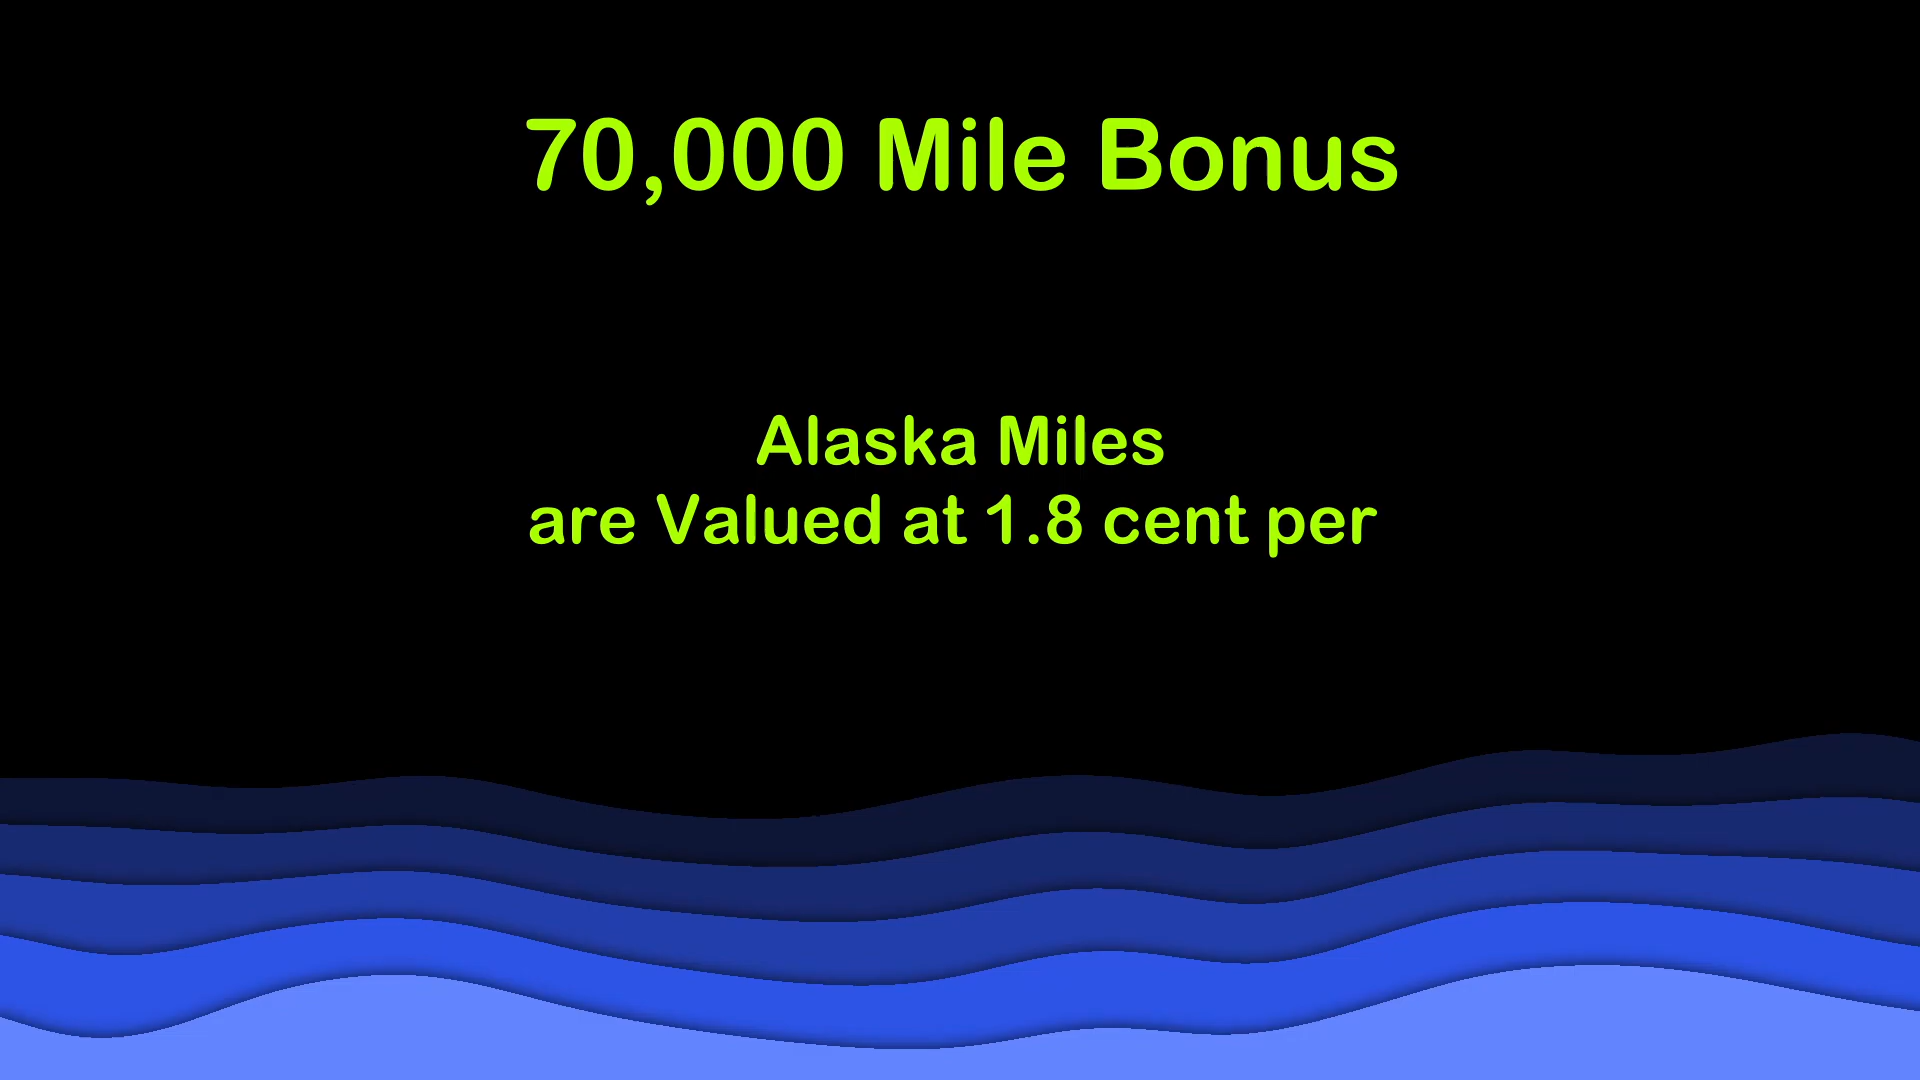 70,000 Mile Bonus
Alaska Miles
are Valued at 1.8 cent per